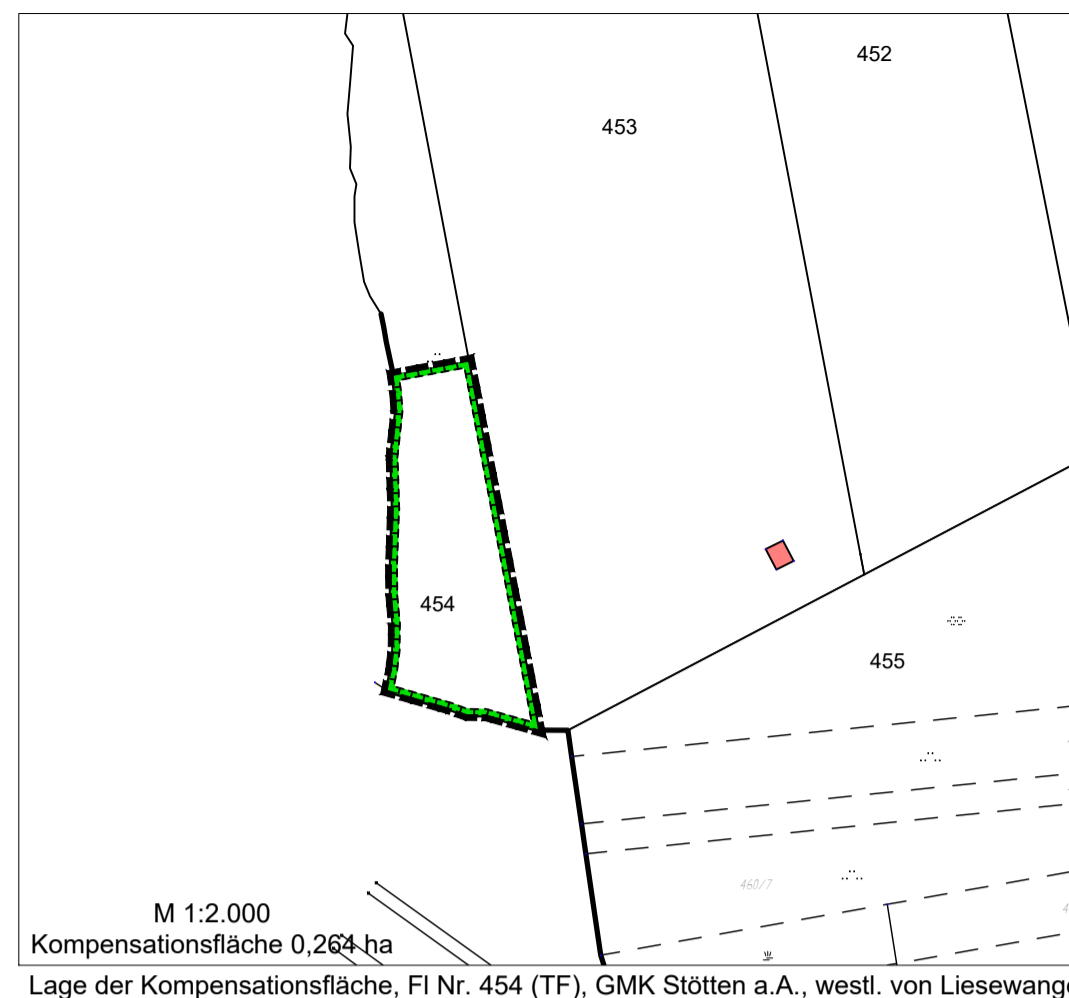 452
453
454
455
460/7
M 1:2.000
Kompensationsfläche 0,264 ha
Lage der Kompensationsfläche, Fl Nr. 454 (TF), GMK Stötten a.A., westl. von Liesewange